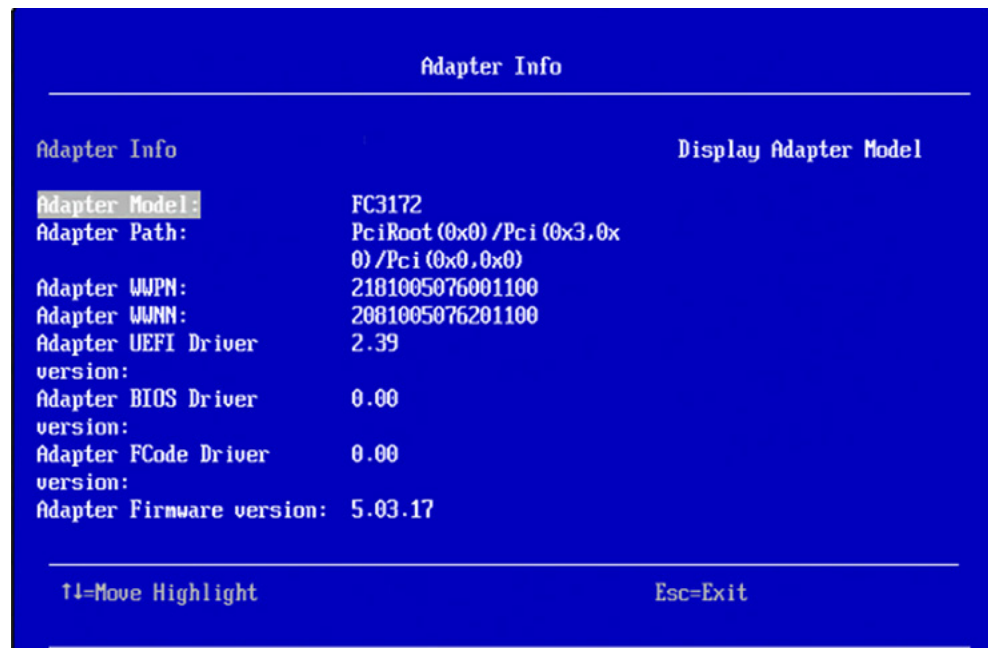 Adapter Info
Adapter Info Display Adapter Model
Adapter Model: FC3172
Adapter Path: PciRoot(0x0)/Pci(0x3,0x
0)/Pci(0x0,0x0)
Adapter WWPN: 2181005076001100
Adapter WWNN: 2081005076201100
Adapter UEFI Driver 2.39
version:
Adapter BIOS Driver 0.00
version:
Adapter FCode Driver 0.00
version:
Adapter Firmware version: 5.03.17
↑↓=Move Highlight Esc=Exit